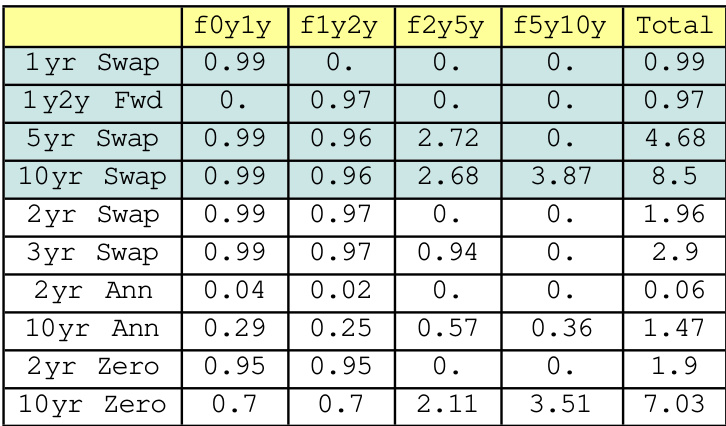 f0y1y f1y2y f2y5y f5y10y Total
1yr Swap 0.99 0. 0. 0. 0.99
1y2y Fwd 0. 0.97 0. 0. 0.97
5yr Swap 0.99 0.96 2.72 0. 4.68
10yr Swap 0.99 0.96 2.68 3.87 8.5
2yr Swap 0.99 0.97 0. 0. 1.96
3yr Swap 0.99 0.97 0.94 0. 2.9
2yr Ann 0.04 0.02 0. 0. 0.06
10yr Ann 0.29 0.25 0.57 0.36 1.47
2yr Zero 0.95 0.95 0. 0. 1.9
10yr Zero 0.7 0.7 2.11 3.51 7.03